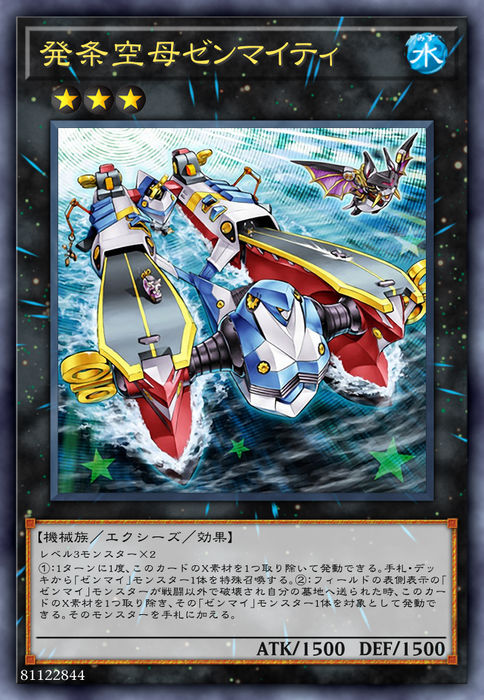 発条空母ゼンマイティ
みず
水
【機械族/エクシーズ/効果】
レベル3モンスター×2
①:1ターンに1度、このカードのX素材を1つ取り除いて発動できる。手札・デッ
キから「ゼンマイ」モンスター1体を特殊召喚する。②:フィールドの表側表示の「
ゼンマイ」モンスターが戦闘以外で破壊され自分の墓地へ送られた時、このカー
ドのX素材を1つ取り除き、その「ゼンマイ」モンスター1体を対象として発動で
きる。そのモンスターを手札に加える。
ATK/1500 DEF/1500
81122844